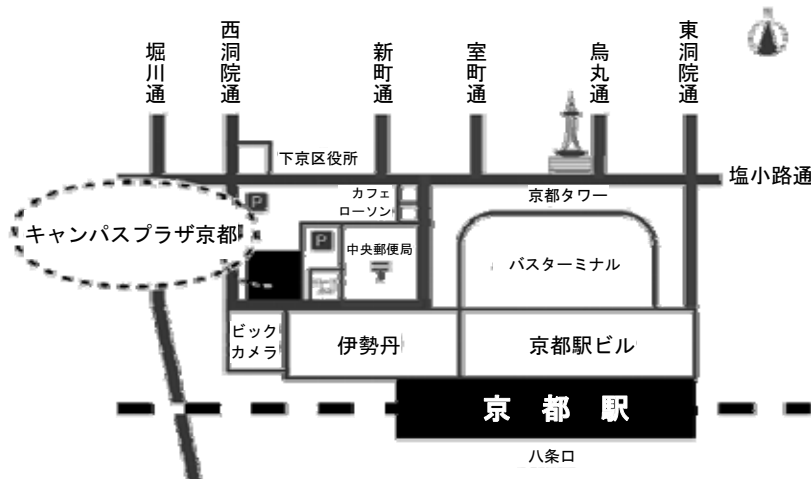 堀川通
西洞院通
新町通
室町通
烏丸通
東洞院通
下京区役所
塩小路通
P
カフェ
ローソン
京都タワー
キャンパスプラザ京都
P
中央郵便局
バスターミナル
ビック
カメラ
伊勢丹
京都駅ビル
京都駅
八条口